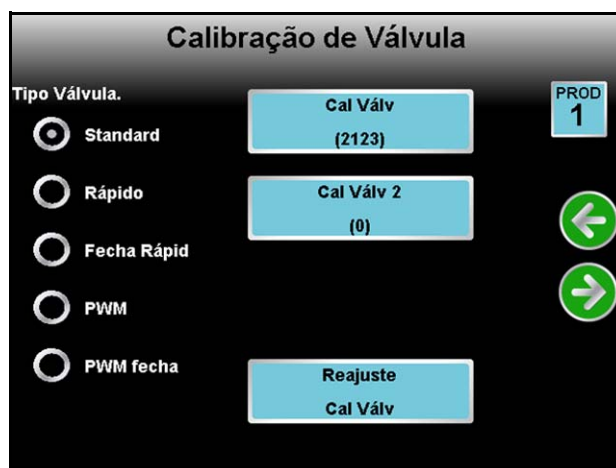 Calibração de Válvula
Tipo Válvula.
Standard
Rápido
Fecha Rápid
PWM
PWM fecha
Cal Válv
(2123)
Cal Válv 2
(0)
Reajuste
Cal Válv
PROD
1